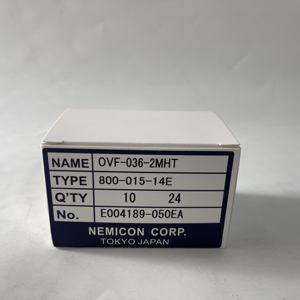 NAME OVF-036-2MHT
TYPE 800-015-14E
Q'TY 10 24
No. E004189-050EA
NEMICON CORP.
TOKYO JAPAN